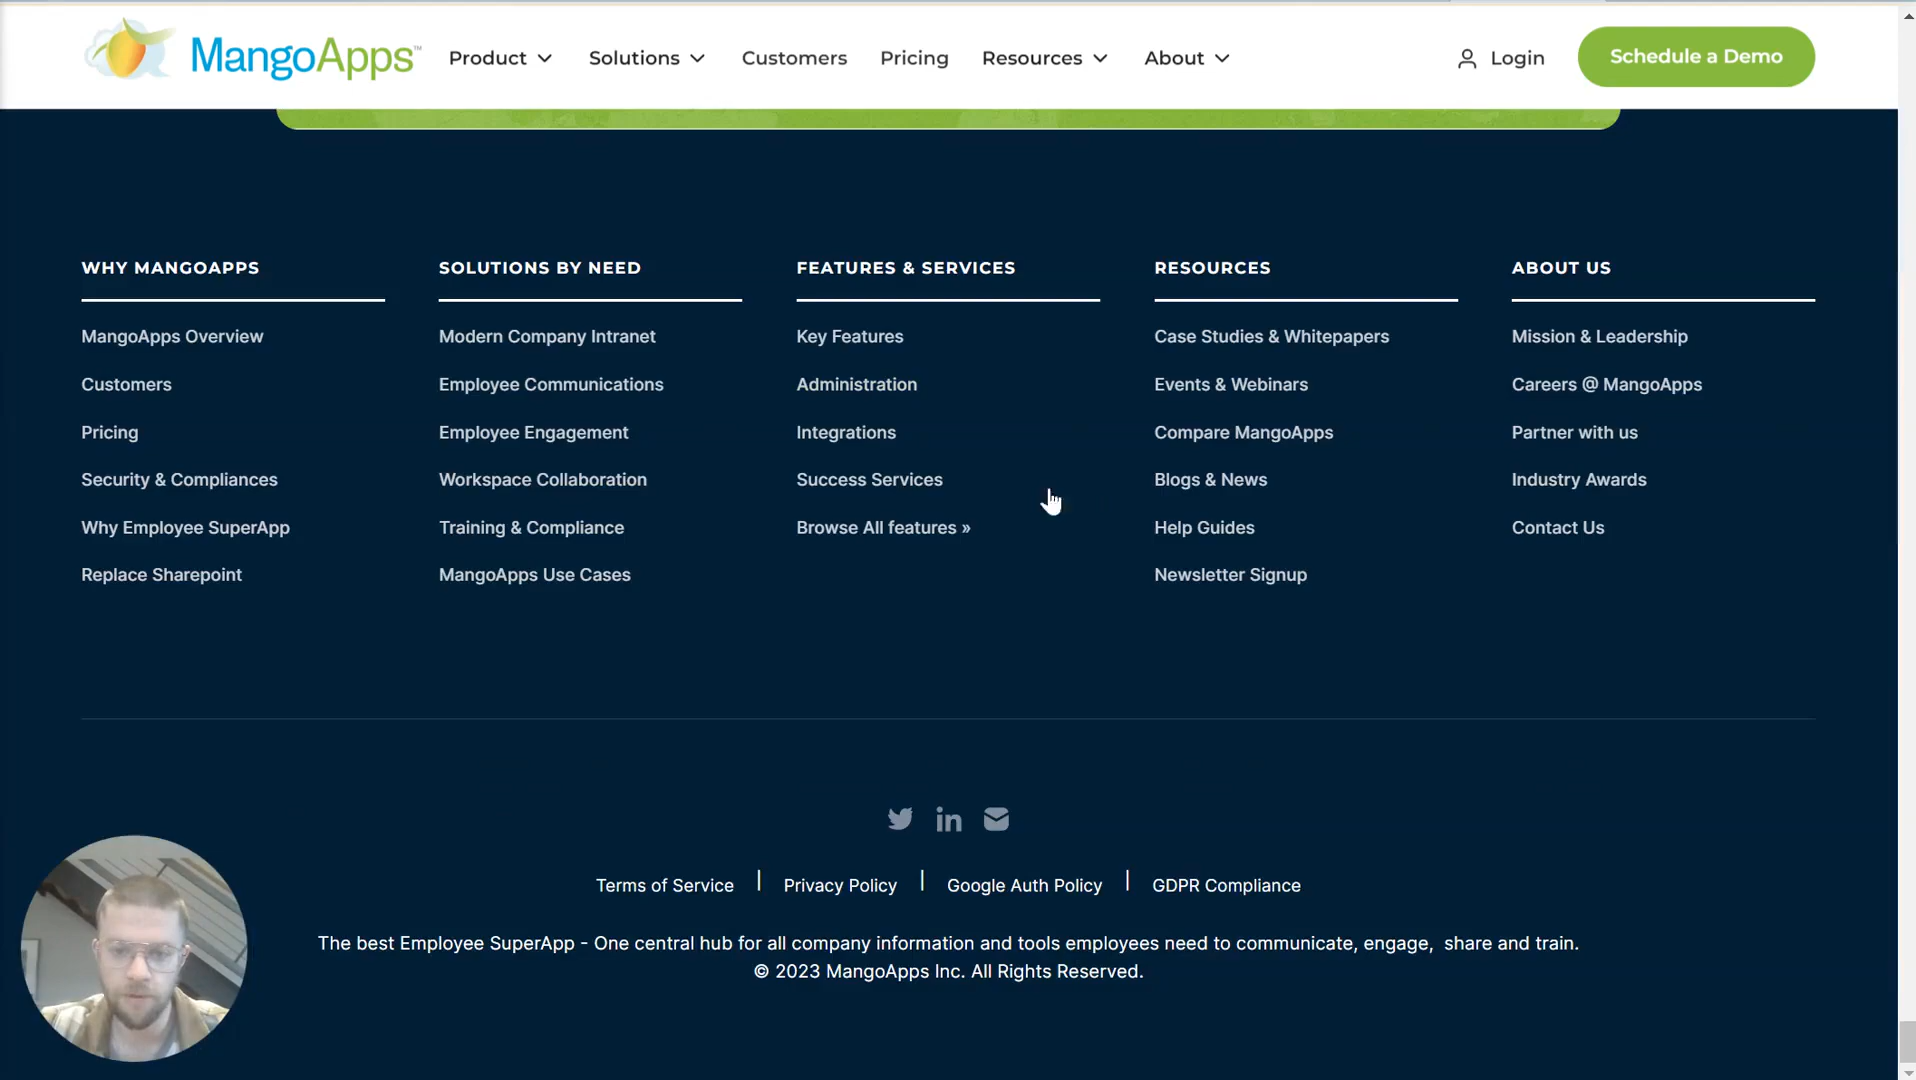 MangoApps™ Product Solutions Customers Pricing Resources About Login Schedule a Demo
WHY MANGOAPPS
MangoApps Overview
Customers
Pricing
Security & Compliances
Why Employee SuperApp
Replace Sharepoint
SOLUTIONS BY NEED
Modern Company Intranet
Employee Communications
Employee Engagement
Workspace Collaboration
Training & Compliance
MangoApps Use Cases
FEATURES & SERVICES
Key Features
Administration
Integrations
Success Services
Browse All features »
RESOURCES
Case Studies & Whitepapers
Events & Webinars
Compare MangoApps
Blogs & News
Help Guides
Newsletter Signup
ABOUT US
Mission & Leadership
Careers @ MangoApps
Partner with us
Industry Awards
Contact Us
Terms of Service | Privacy Policy | Google Auth Policy | GDPR Compliance
The best Employee SuperApp - One central hub for all company information and tools employees need to communicate, engage, share and train.
© 2023 MangoApps Inc. All Rights Reserved.